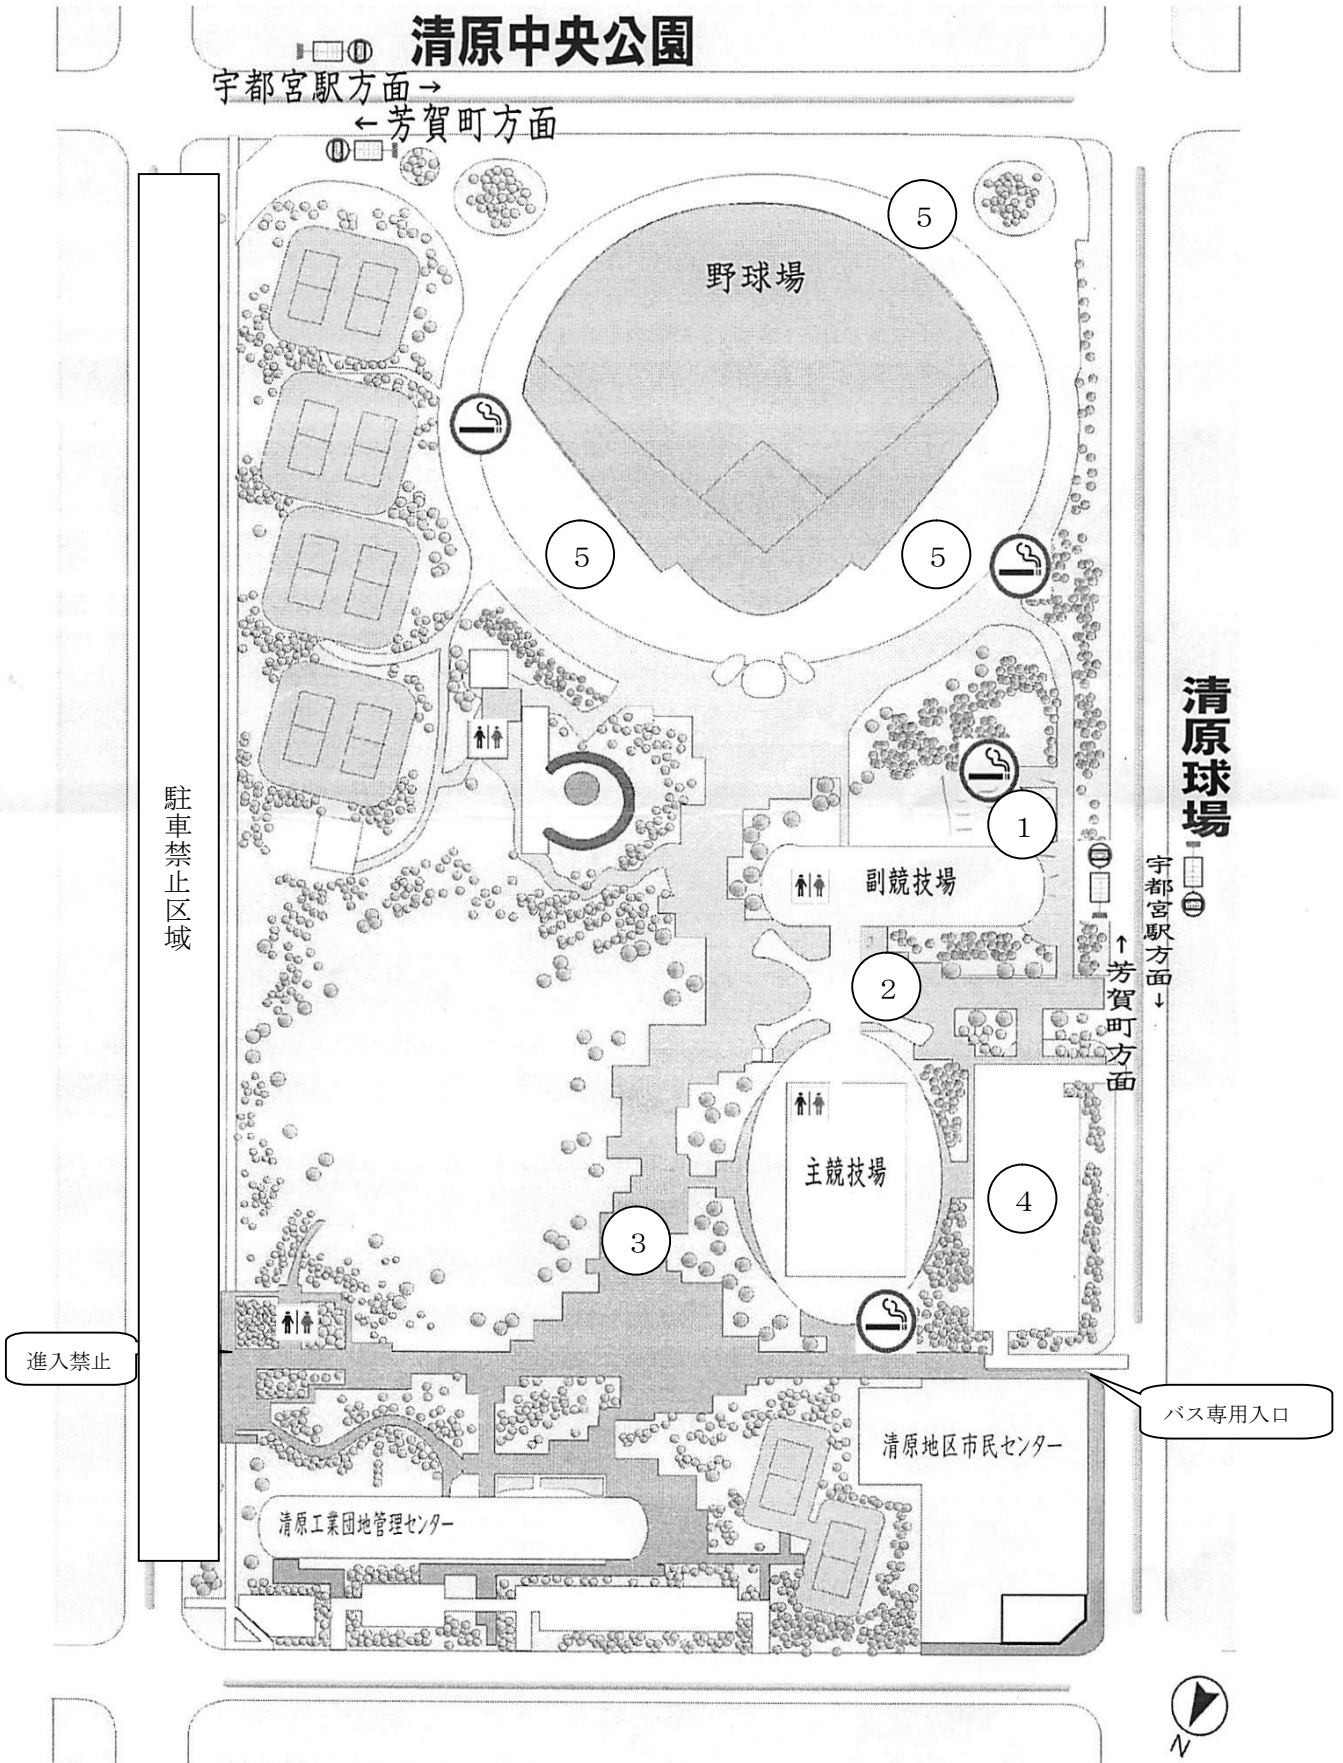 清原中央公園
宇都宮駅方面→
←芳賀町方面
5
野球場
5
5
清原球場
駐車禁止区域
1
副競技場
宇都宮駅方面→
←芳賀町方面
2
主競技場
4
3
進入禁止
バス専用入口
清原地区市民センター
清原工業団地管理センター
N